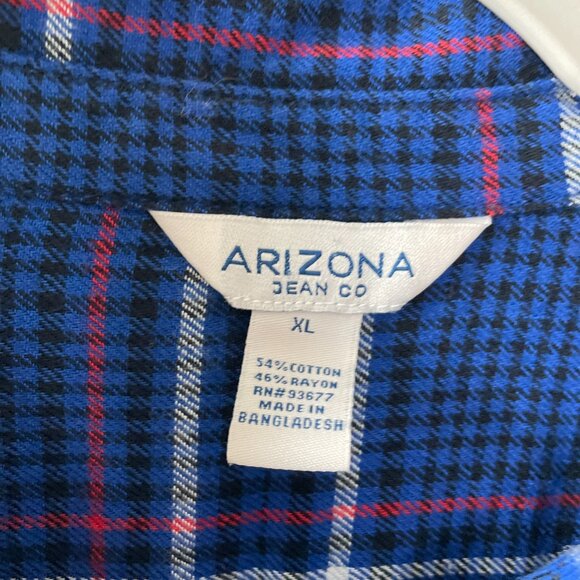 ARIZONA
JEAN CO
XL
54% COTTON
46% RAYON
RN# 93677
MADE IN
BANGLADESH